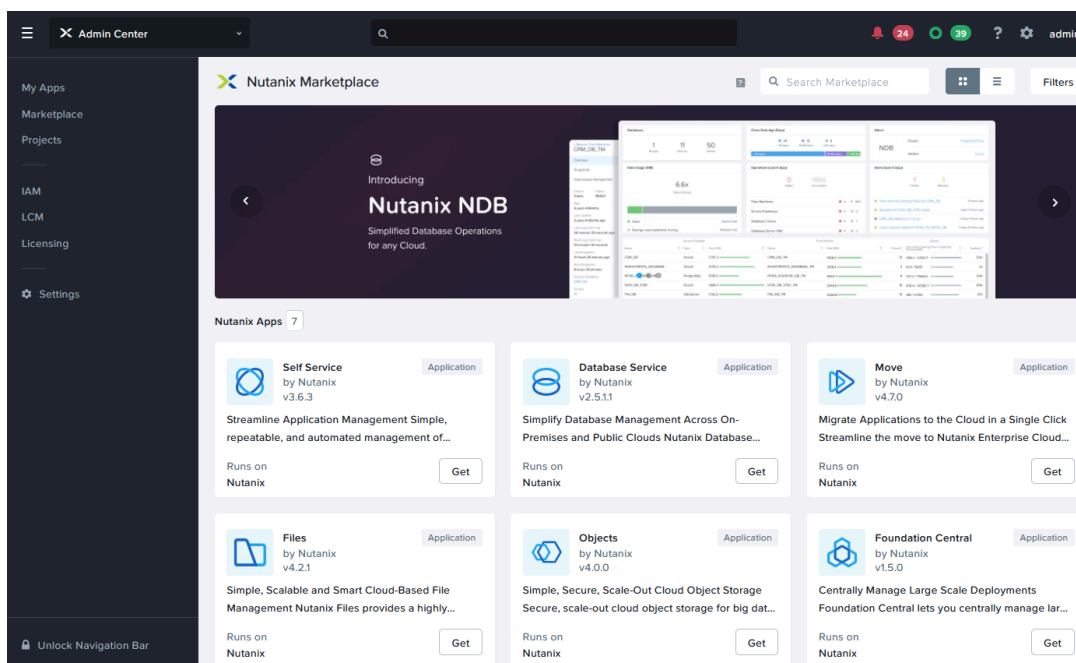 Admin Center
24
39
?
admin
My Apps
Marketplace
Projects
IAM
LCM
Licensing
Settings
Unlock Navigation Bar
Nutanix Marketplace
?
Search Marketplace
Filters
Introducing
Nutanix NDB
Simplified Database Operations
for any Cloud.
CRM_DB_TM
1
11
50
NDB
6.6x
Nutanix Apps 7
Self Service
Application
by Nutanix
v3.6.3
Streamline Application Management Simple,
repeatable, and automated management of...
Runs on
Nutanix
Get
Database Service
Application
by Nutanix
v2.5.1.1
Simplify Database Management Across On-
Premises and Public Clouds Nutanix Database...
Runs on
Nutanix
Get
Move
Application
by Nutanix
v4.7.0
Migrate Applications to the Cloud in a Single Click
Streamline the move to Nutanix Enterprise Cloud...
Runs on
Nutanix
Get
Files
Application
by Nutanix
v4.2.1
Simple, Scalable and Smart Cloud-Based File
Management Nutanix Files provides a highly...
Runs on
Nutanix
Get
Objects
Application
by Nutanix
v4.0.0
Simple, Secure, Scale-Out Cloud Object Storage
Secure, scale-out cloud object storage for big dat...
Runs on
Nutanix
Get
Foundation Central
Application
by Nutanix
v1.5.0
Centrally Manage Large Scale Deployments
Foundation Central lets you centrally manage lar...
Runs on
Nutanix
Get